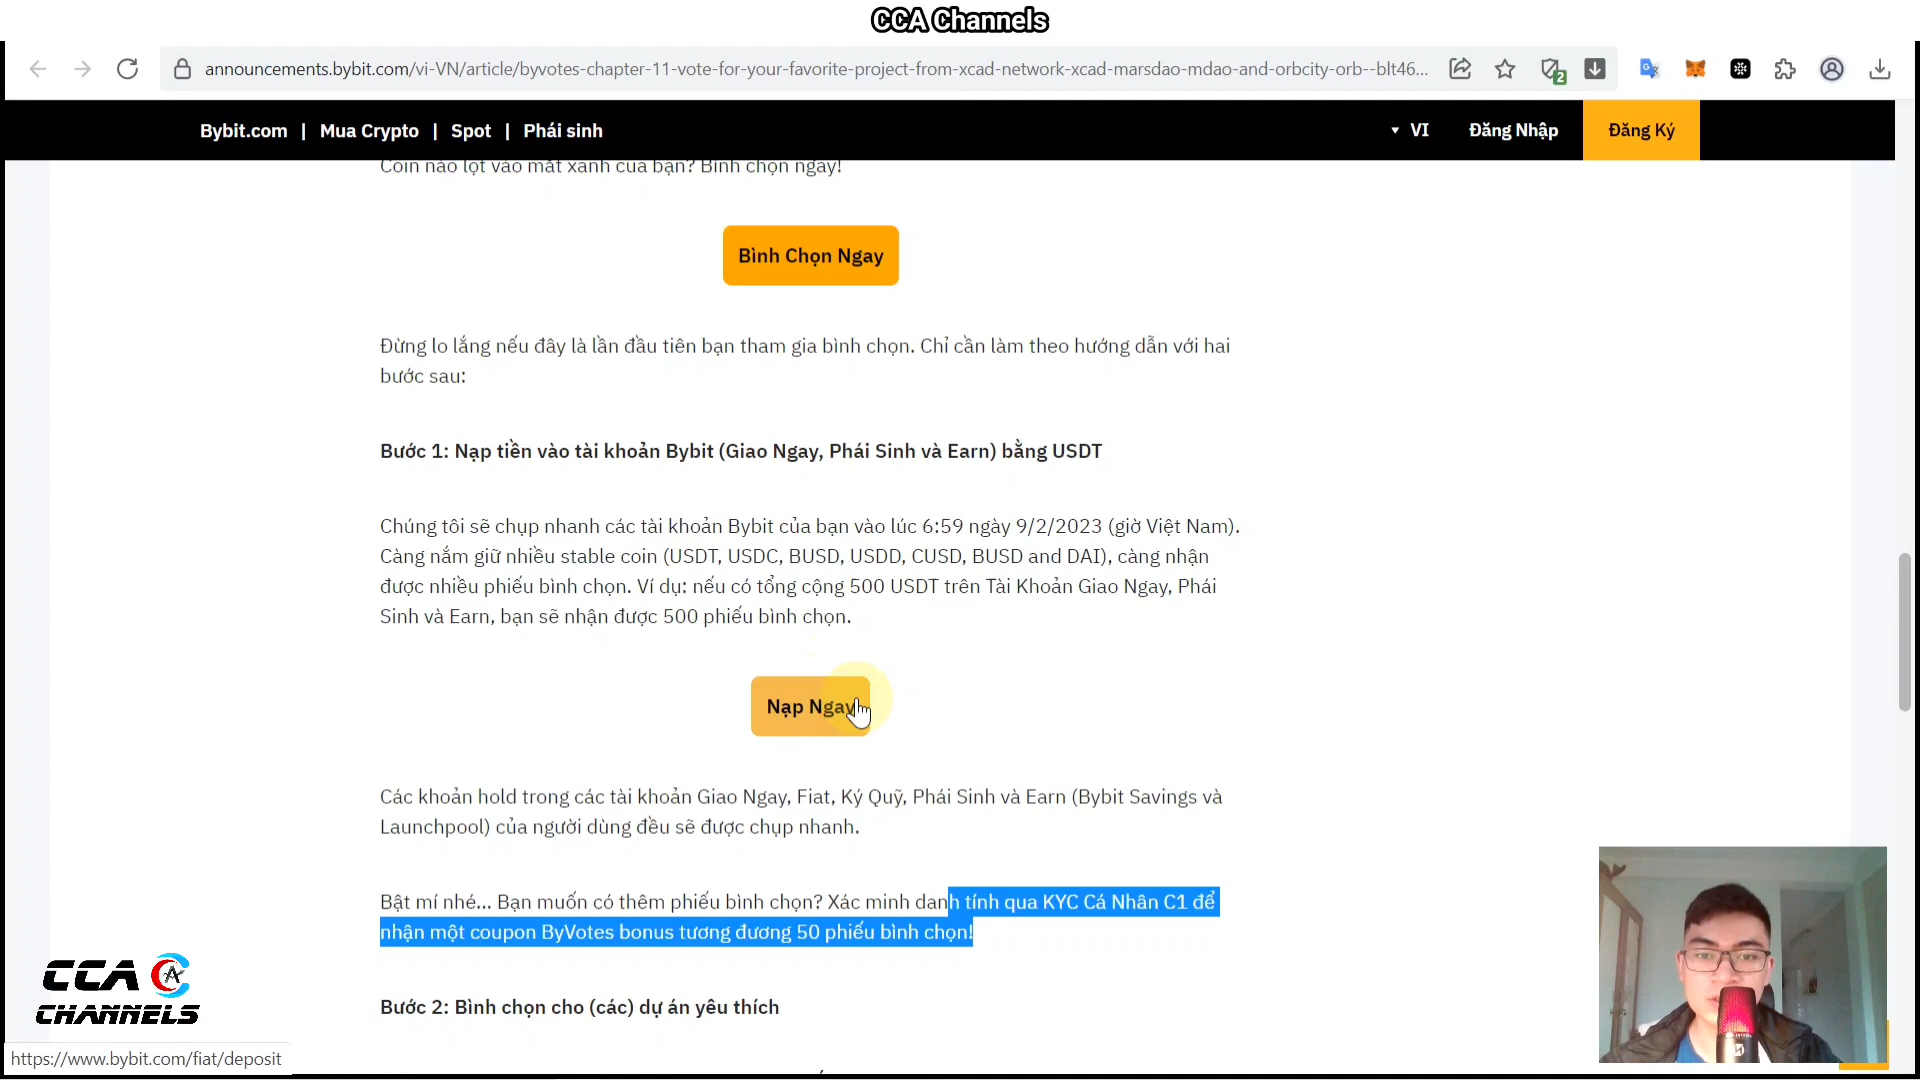 CCA Channels
announcements.bybit.com/vi-VN/article/byvotes-chapter-11-vote-for-your-favorite-project-from-xcad-network-xcad-marsdao-mdao-and-orbcity-orb--blt46...
2
Bybit.com | Mua Crypto | Spot | Phái sinh
VI Đăng Nhập Đăng Ký
Coin nào lọt vào mắt xanh của bạn? Bình chọn ngay!
Bình Chọn Ngay
Đừng lo lắng nếu đây là lần đầu tiên bạn tham gia bình chọn. Chỉ cần làm theo hướng dẫn với hai
bước sau:
Bước 1: Nạp tiền vào tài khoản Bybit (Giao Ngay, Phái Sinh và Earn) bằng USDT
Chúng tôi sẽ chụp nhanh các tài khoản Bybit của bạn vào lúc 6:59 ngày 9/2/2023 (giờ Việt Nam).
Càng nắm giữ nhiều stable coin (USDT, USDC, BUSD, USDD, CUSD, BUSD and DAI), càng nhận
được nhiều phiếu bình chọn. Ví dụ: nếu có tổng cộng 500 USDT trên Tài Khoản Giao Ngay, Phái
Sinh và Earn, bạn sẽ nhận được 500 phiếu bình chọn.
Nạp Ngay
Các khoản hold trong các tài khoản Giao Ngay, Fiat, Ký Quỹ, Phái Sinh và Earn (Bybit Savings và
Launchpool) của người dùng đều sẽ được chụp nhanh.
Bật mí nhé... Bạn muốn có thêm phiếu bình chọn? Xác minh danh tính qua KYC Cá Nhân C1 để
nhận một coupon ByVotes bonus tương đương 50 phiếu bình chọn!
Bước 2: Bình chọn cho (các) dự án yêu thích
CCA
CHANNELS
https://www.bybit.com/fiat/deposit